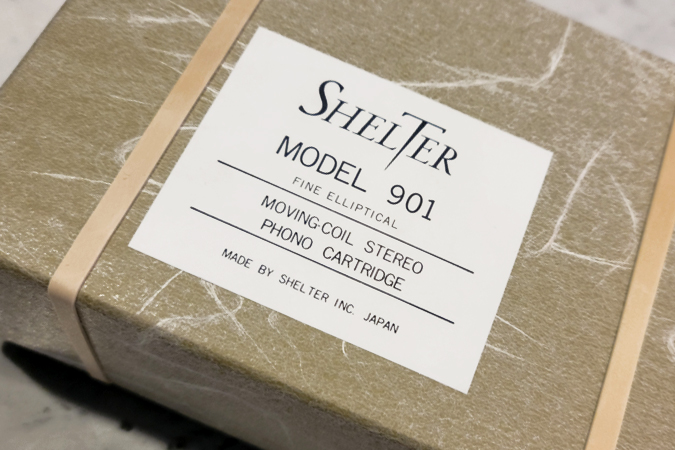 SHELTER
MODEL 901
FINE ELLIPTICAL
MOVING-COIL STEREO
PHONO CARTRIDGE
MADE BY SHELTER INC. JAPAN